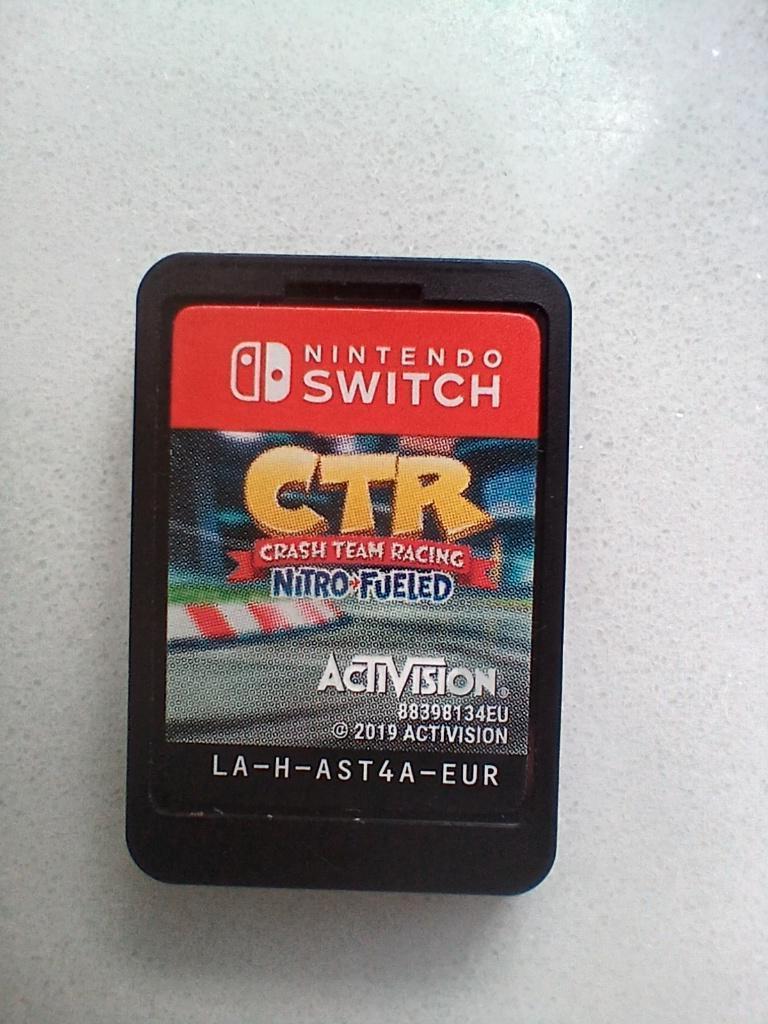 NINTENDO
SWITCH
CTR
CRASH TEAM RACING
NITRO FUELED
ACTIVISION®
88398134EU
© 2019 ACTIVISION
LA-H-AST4A-EUR